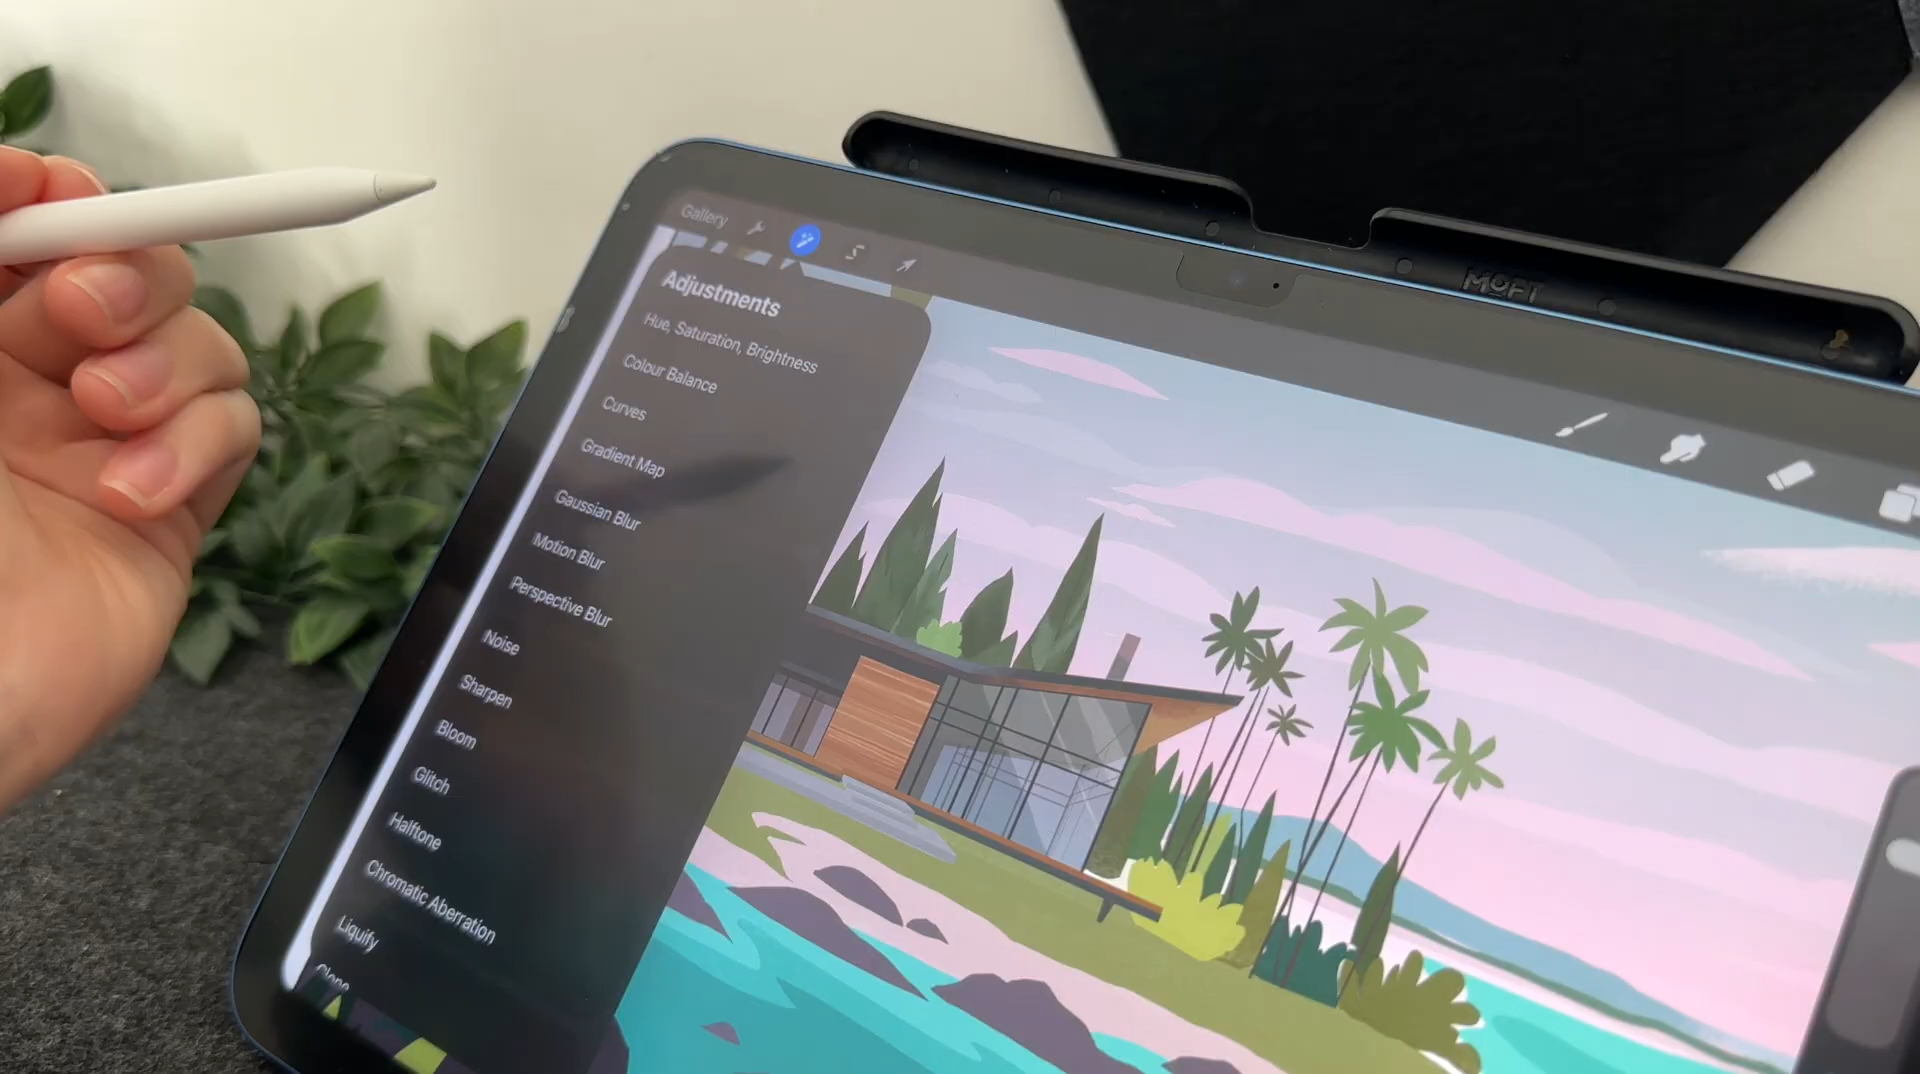 Gallery
MOFT
Adjustments
Hue, Saturation, Brightness
Colour Balance
Curves
Gradient Map
Gaussian Blur
Motion Blur
Perspective Blur
Noise
Sharpen
Bloom
Glitch
Halftone
Chromatic Aberration
Liquify
Clone